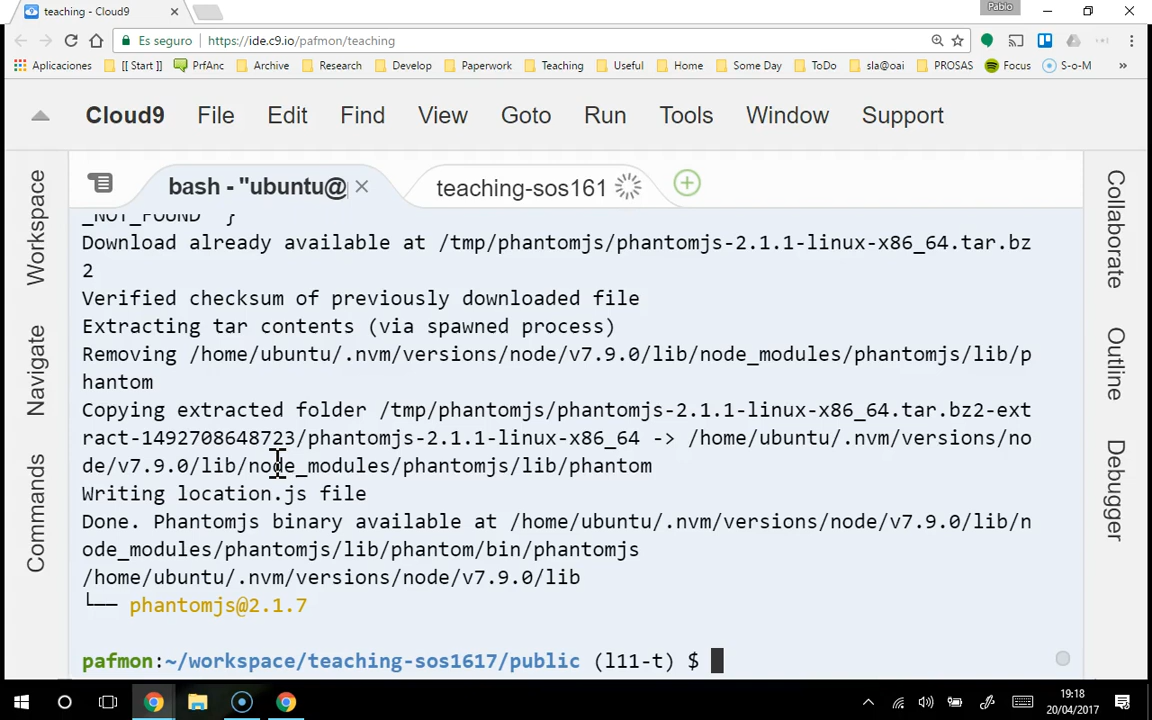 teaching - Cloud9
Pablo
Es seguro
https://ide.c9.io/pafmon/teaching
Aplicaciones
[[ Start ]]
PrfAnc
Archive
Research
Develop
Paperwork
Teaching
Useful
Home
Some Day
ToDo
sla@oai
PROSAS
Focus
S-o-M
»
Cloud9 File Edit Find View Goto Run Tools Window Support
bash - "ubuntu@
teaching-sos161
Workspace
Navigate
Commands
Collaborate
Outline
Debugger
_NOT_FOUND' }
Download already available at /tmp/phantomjs/phantomjs-2.1.1-linux-x86_64.tar.bz
2
Verified checksum of previously downloaded file
Extracting tar contents (via spawned process)
Removing /home/ubuntu/.nvm/versions/node/v7.9.0/lib/node_modules/phantomjs/lib/p
hantom
Copying extracted folder /tmp/phantomjs/phantomjs-2.1.1-linux-x86_64.tar.bz2-ext
ract-1492708648723/phantomjs-2.1.1-linux-x86_64 -> /home/ubuntu/.nvm/versions/no
de/v7.9.0/lib/node_modules/phantomjs/lib/phantom
Writing location.js file
Done. Phantomjs binary available at /home/ubuntu/.nvm/versions/node/v7.9.0/lib/n
ode_modules/phantomjs/lib/phantom/bin/phantomjs
/home/ubuntu/.nvm/versions/node/v7.9.0/lib
└── phantomjs@2.1.7
pafmon:~/workspace/teaching-sos1617/public (l11-t) $
19:18
20/04/2017